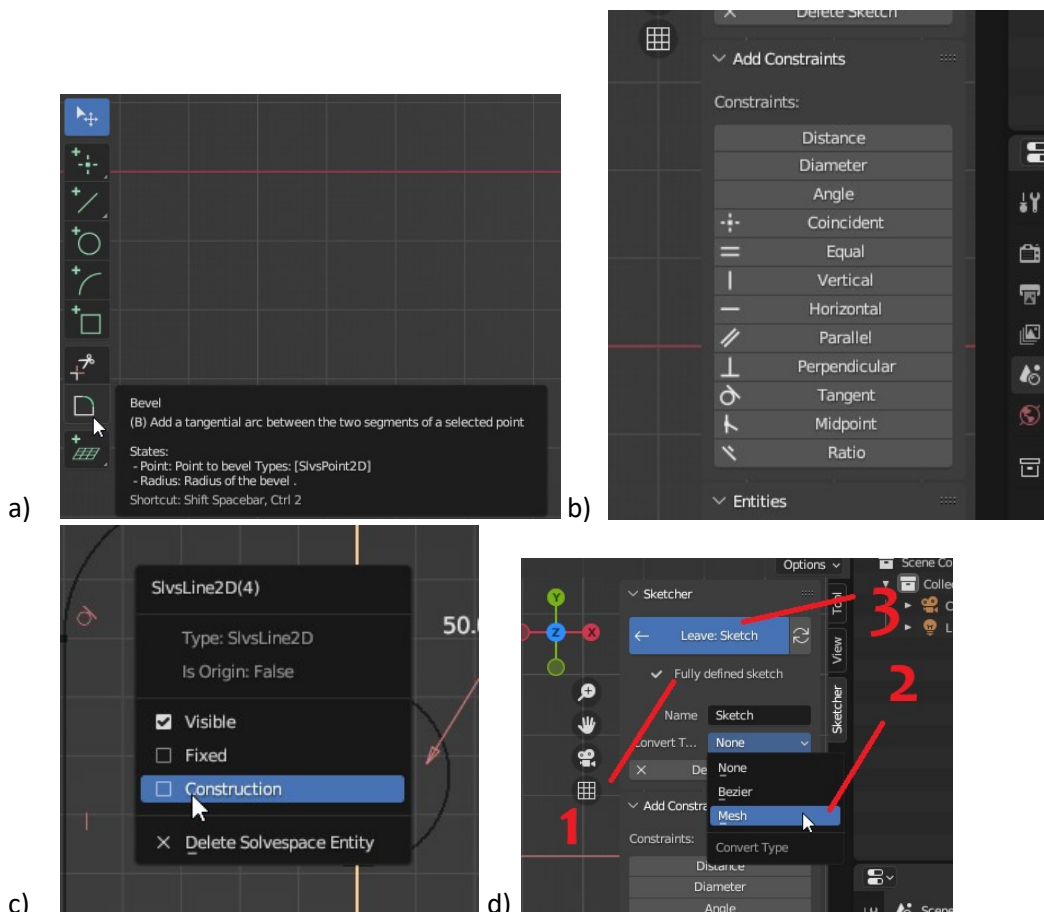 Bevel
(B) Add a tangential arc between the two segments of a selected point
States:
- Point: Point to bevel Types: [SlvsPoint2D]
- Radius: Radius of the bevel .
Shortcut: Shift Spacebar, Ctrl 2
a)
Delete Sketch
Add Constraints
Constraints:
Distance
Diameter
Angle
Coincident
Equal
Vertical
Horizontal
Parallel
Perpendicular
Tangent
Midpoint
Ratio
Entities
b)
SlvsLine2D(4)
Type: SlvsLine2D
Is Origin: False
50.
Visible
Fixed
Construction
Delete Solvespace Entity
c)
Options
Scene Co
Sketcher
Colle
Y
Z
X
Leave: Sketch
Fully defined sketch
Name Sketch
Convert T... None
De
None
Bezier
Mesh
Convert Type
Add Constra
Constraints:
Distance
Diameter
Angle
Tool
View
Sketcher
C
L
Scene
1
2
3
d)